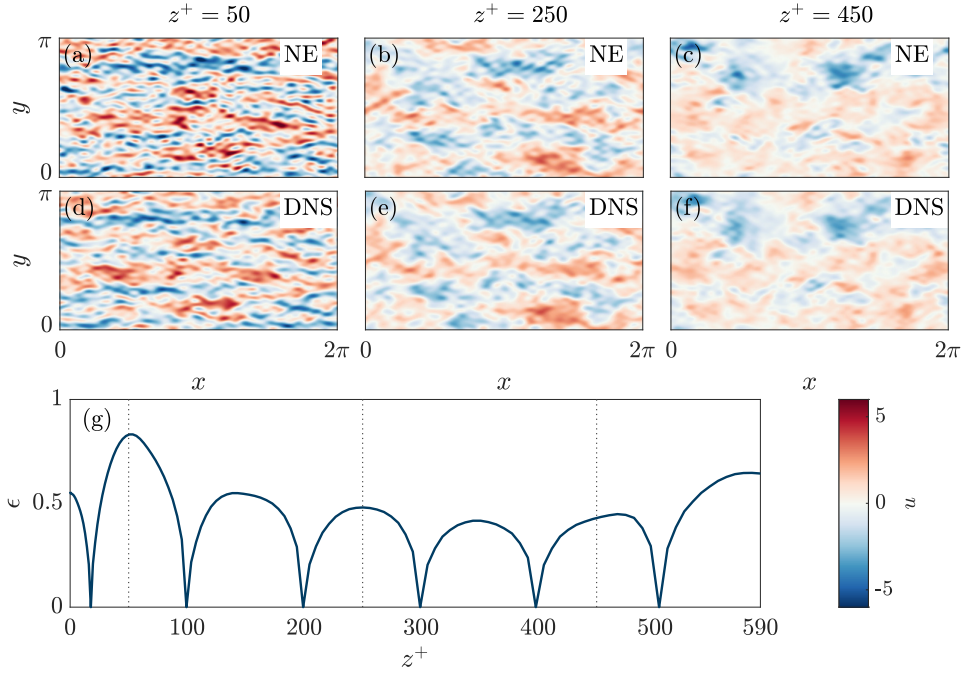 z⁺ = 50 z⁺ = 250 z⁺ = 450
π (a) NE (b) NE (c) NE
y
0
π (d) DNS (e) DNS (f) DNS
y
0
0 2π 0 2π 0 2π
x x x
1 (g)
5
0.5 0
ϵ u
-5
0
0 100 200 300 400 500 590
z⁺